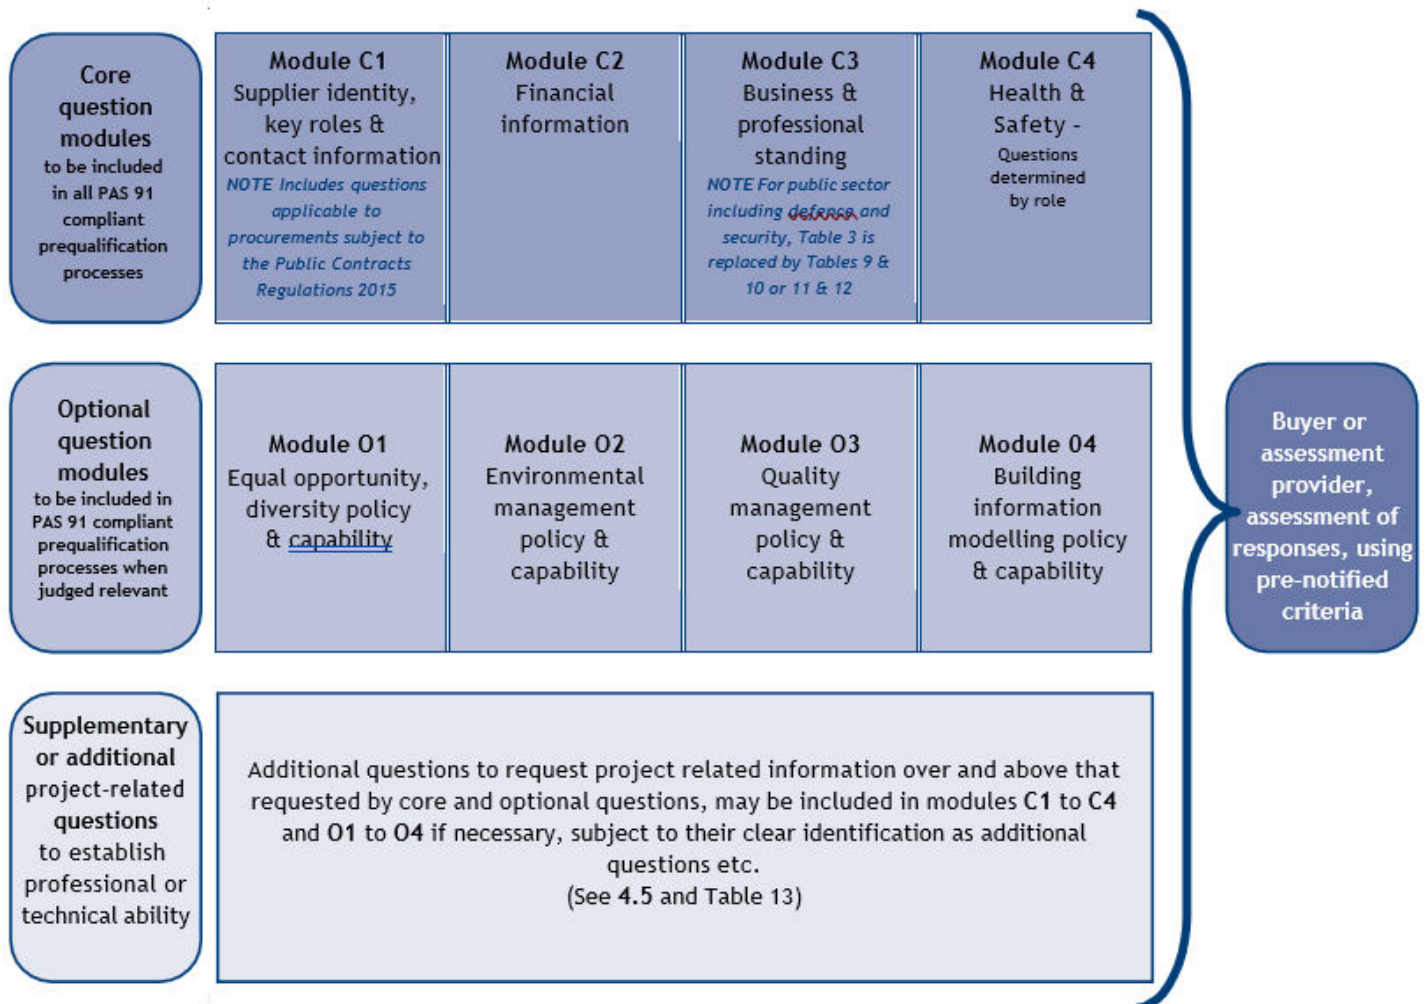 Core
question
modules
to be included
in all PAS 91
compliant
prequalification
processes
Module C1
Supplier identity,
key roles &
contact information
NOTE Includes questions
applicable to
procurements subject to
the Public Contracts
Regulations 2015
Module C2
Financial
information
Module C3
Business &
professional
standing
NOTE For public sector
including defence and
security, Table 3 is
replaced by Tables 9 &
10 or 11 & 12
Module C4
Health &
Safety -
Questions
determined
by role
Optional
question
modules
to be included in
PAS 91 compliant
prequalification
processes when
judged relevant
Module O1
Equal opportunity,
diversity policy
& capability
Module O2
Environmental
management
policy &
capability
Module O3
Quality
management
policy &
capability
Module 04
Building
information
modelling policy
& capability
Supplementary
or additional
project-related
questions
to establish
professional or
technical ability
Additional questions to request project related information over and above that
requested by core and optional questions, may be included in modules C1 to C4
and O1 to O4 if necessary, subject to their clear identification as additional
questions etc.
(See 4.5 and Table 13)
Buyer or
assessment
provider,
assessment of
responses, using
pre-notified
criteria